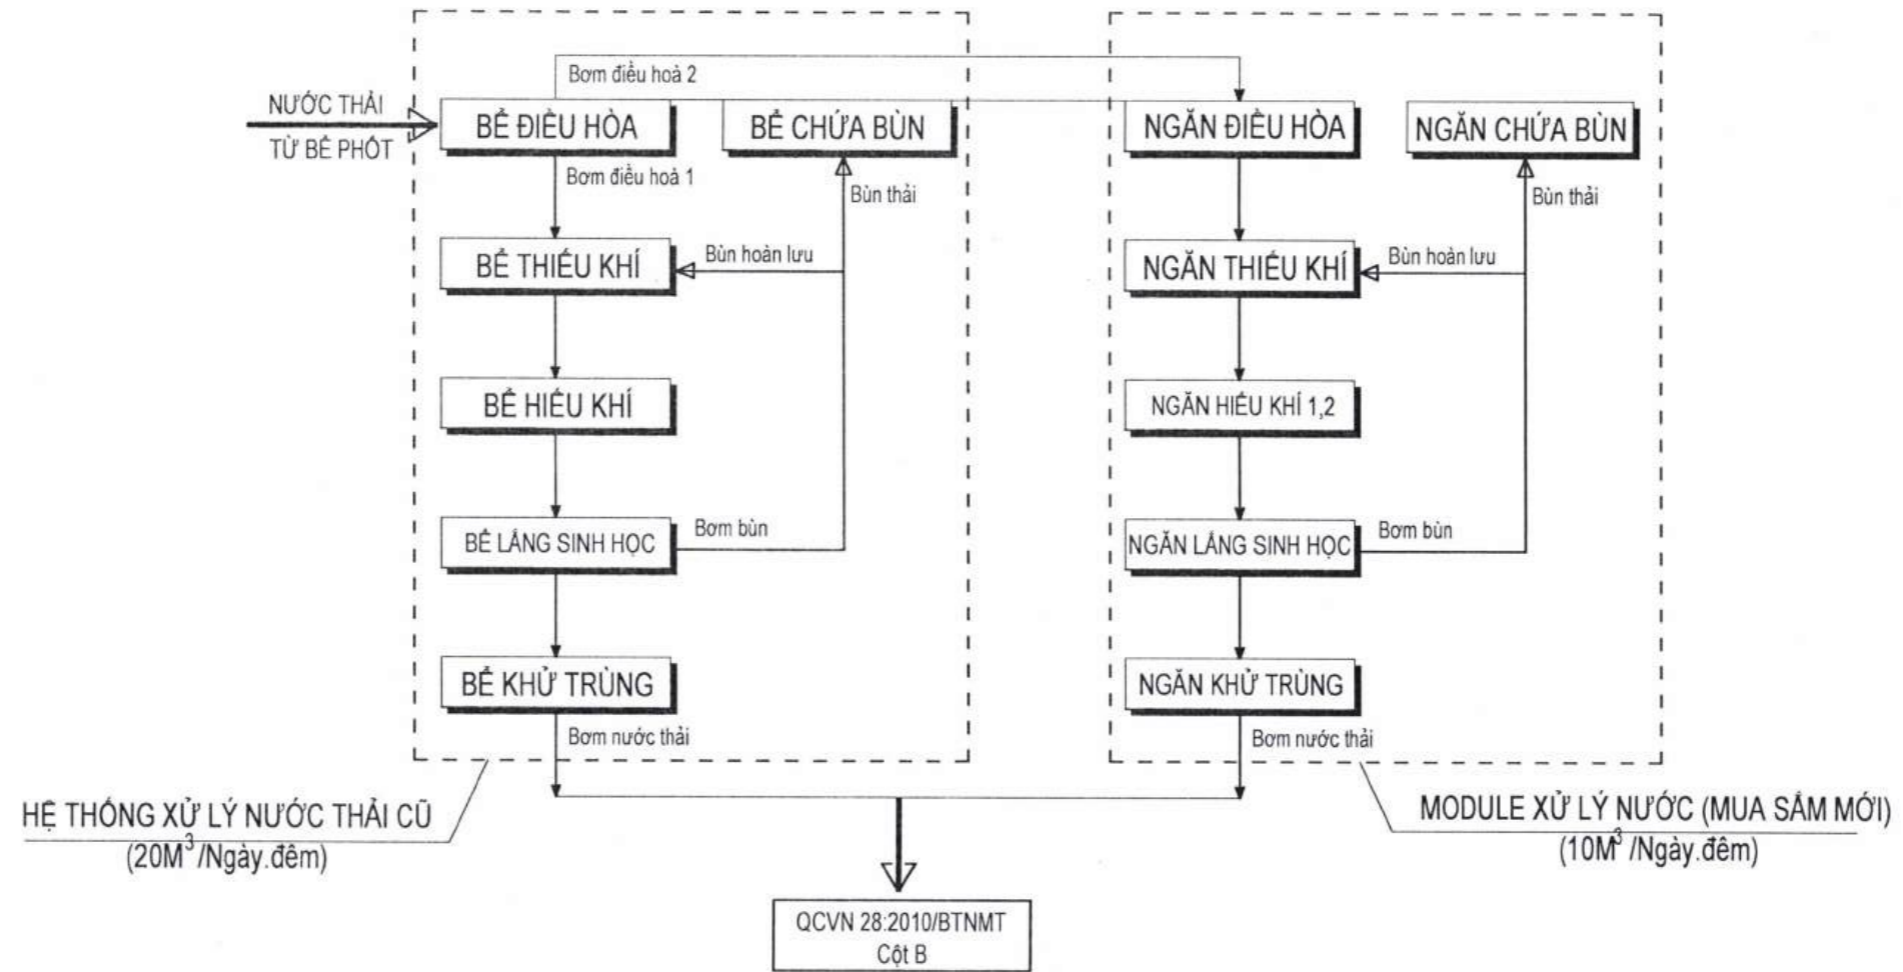 Bơm điều hoà 2
NƯỚC THẢI
TỪ BỂ PHỐT
BỂ ĐIỀU HÒA
BỂ CHỨA BÙN
NGĂN ĐIỀU HÒA
NGĂN CHỨA BÙN
Bơm điều hoà 1
Bùn thải
Bùn thải
BỂ THIẾU KHÍ
Bùn hoàn lưu
NGĂN THIẾU KHÍ
Bùn hoàn lưu
BỂ HIẾU KHÍ
NGĂN HIẾU KHÍ 1,2
BỂ LẮNG SINH HỌC
Bơm bùn
NGĂN LẮNG SINH HỌC
Bơm bùn
BỂ KHỬ TRÙNG
NGĂN KHỬ TRÙNG
Bơm nước thải
Bơm nước thải
HỆ THỐNG XỬ LÝ NƯỚC THẢI CŨ
(20M³/Ngày.đêm)
MODULE XỬ LÝ NƯỚC (MUA SẮM MỚI)
(10M³/Ngày.đêm)
QCVN 28:2010/BTNMT
Cột B